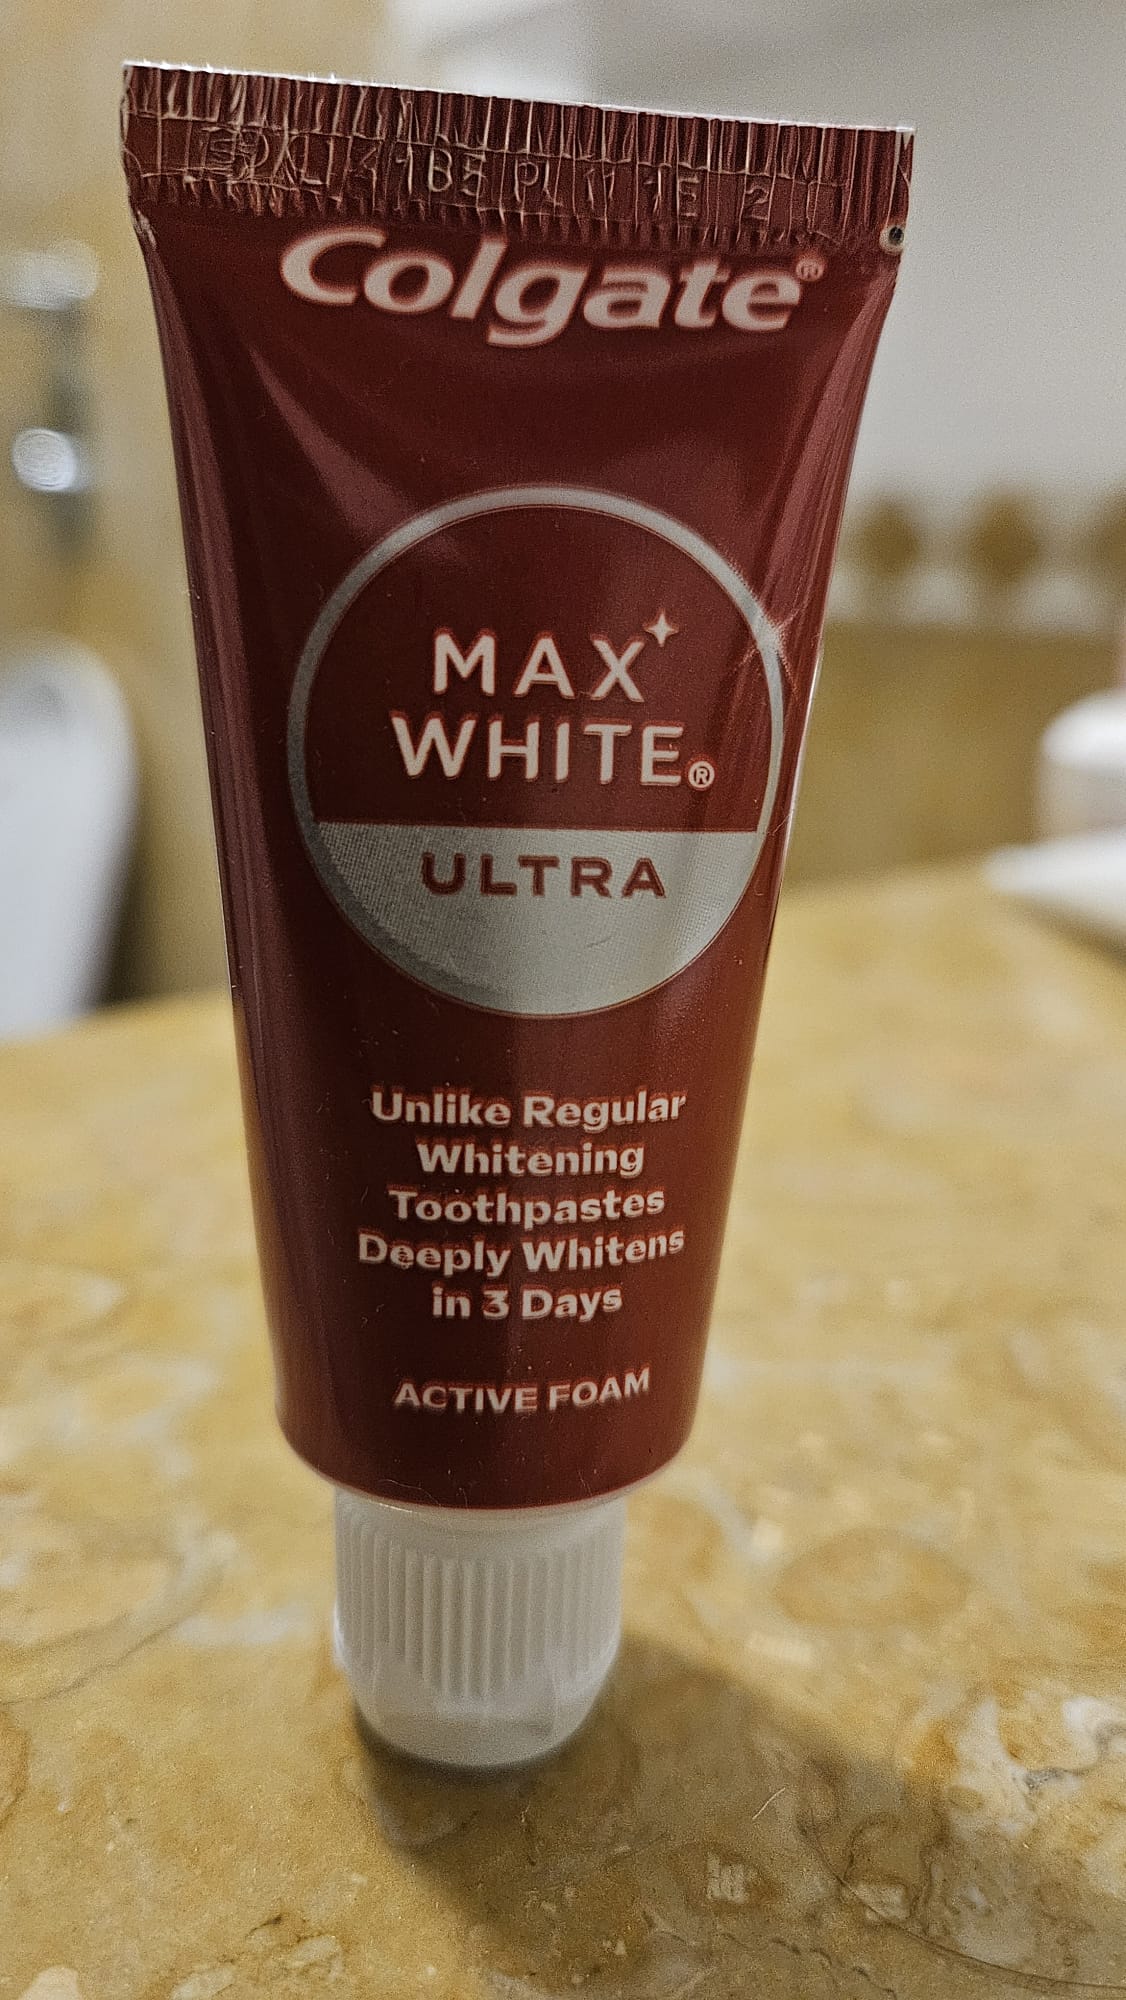 Colgate®
MAX
WHITE®
ULTRA
Unlike Regular
Whitening
Toothpastes
Deeply Whitens
in 3 Days
ACTIVE FOAM